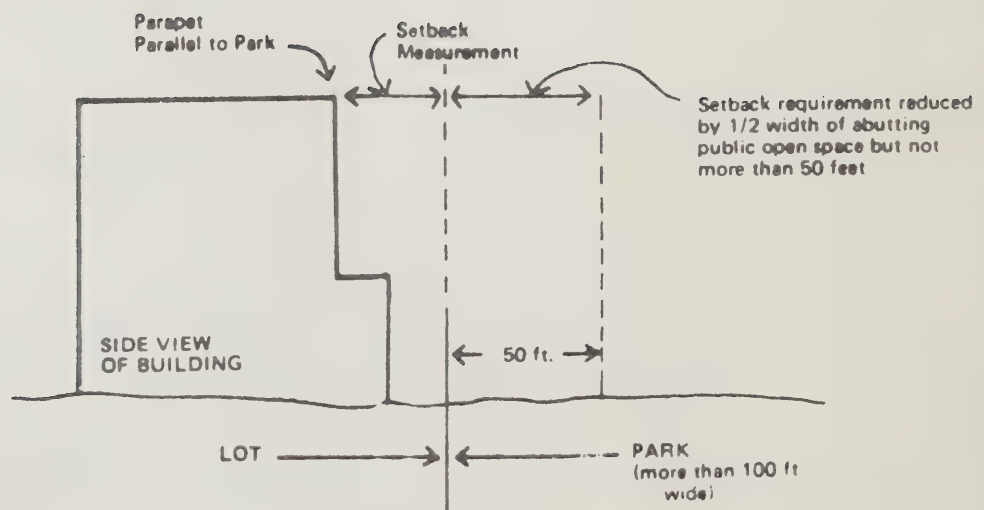 Parapet
Parallel to Park
Setback
Measurement
Setback requirement reduced
by 1/2 width of abutting
public open space but not
more than 50 feet
SIDE VIEW
OF BUILDING
50 ft.
LOT
PARK
(more than 100 ft
wide)